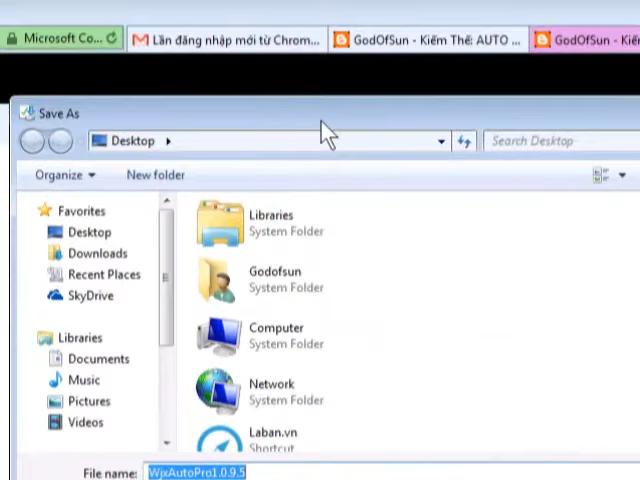 Microsoft Co...
Lần đăng nhập mới từ Chrom...
GodOfSun - Kiếm Thế: AUTO ...
GodOfSun - Kiế
Save As
Desktop
Search Desktop
Organize
New folder
Favorites
Desktop
Downloads
Recent Places
SkyDrive
Libraries
Documents
Music
Pictures
Videos
Libraries
System Folder
Godofsun
System Folder
Computer
System Folder
Network
System Folder
Laban.vn
Shortcut
File name:
WjxAutoPro1.0.9.5